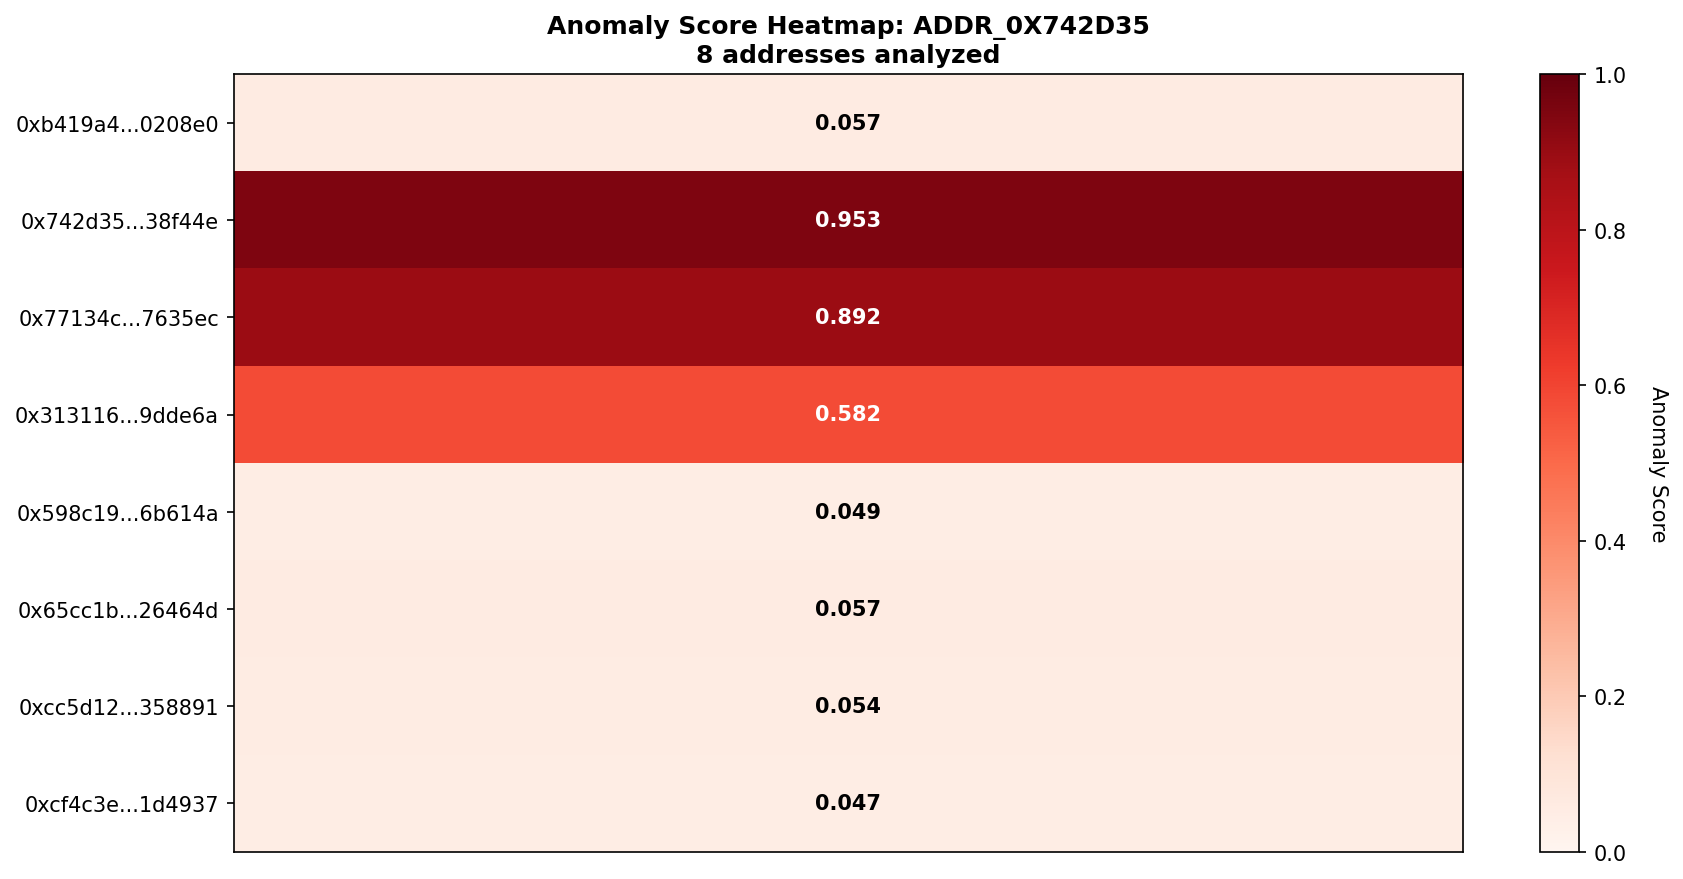 Anomaly Score Heatmap: ADDR_0X742D35
8 addresses analyzed
0xb419a4...0208e0
0.057
0x742d35...38f44e
0.953
0x77134c...7635ec
0.892
0x313116...9dde6a
0.582
0x598c19...6b614a
0.049
0x65cc1b...26464d
0.057
0xcc5d12...358891
0.054
0xcf4c3e...1d4937
0.047
1.0
0.8
0.6
0.4
0.2
0.0
Anomaly Score